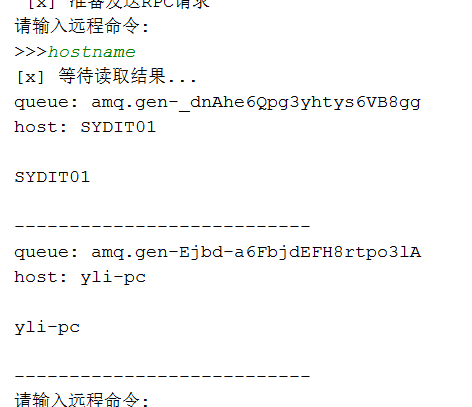 [x] 准备发送RPC请求
请输入远程命令:
>>>hostname
[x] 等待读取结果...
queue: amq.gen-_dnAhe6Qpg3yhtys6VB8gg
host: SYDIT01
SYDIT01
---------------------------
queue: amq.gen-Ejbd-a6FbjdEFH8rtpo3lA
host: yli-pc
yli-pc
---------------------------
请输入远程命令: